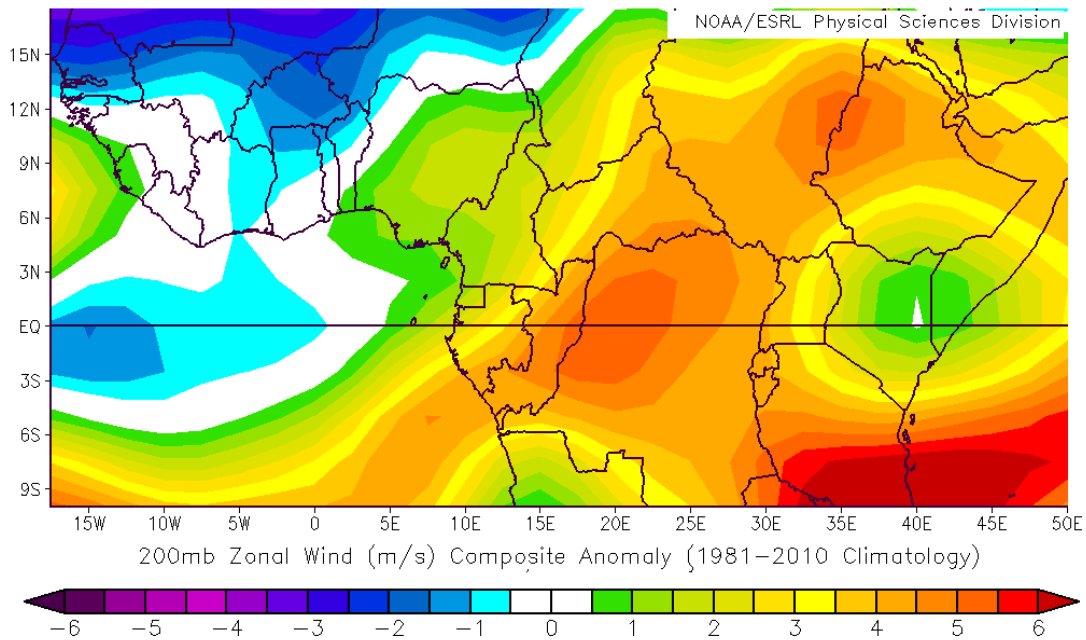 NOAA/ESRL Physical Sciences Division
15N
12N
9N
6N
3N
EQ
3S
6S
9S
15W 10W 5W 0 5E 10E 15E 20E 25E 30E 35E 40E 45E 50E
200mb Zonal Wind (m/s) Composite Anomaly (1981-2010 Climatology)
-6 -5 -4 -3 -2 -1 0 1 2 3 4 5 6